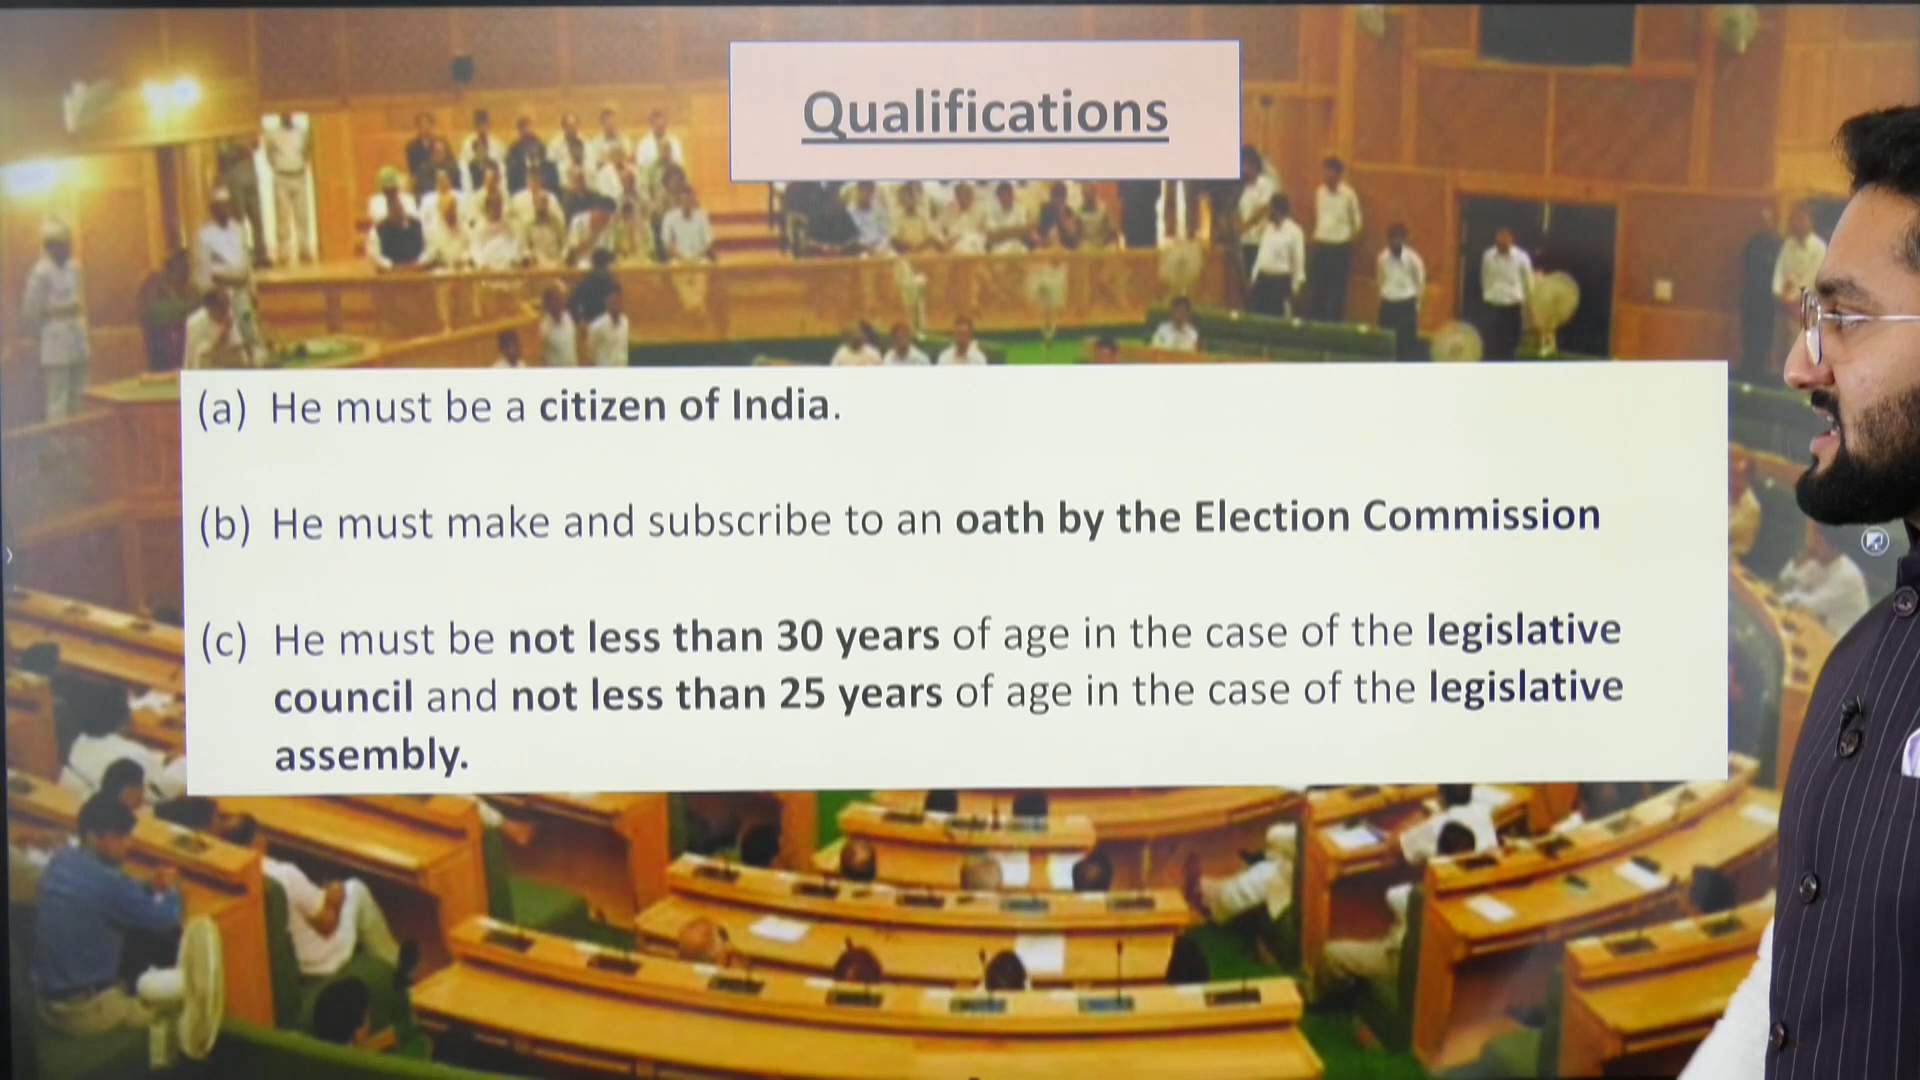 Qualifications
(a) He must be a citizen of India.
(b) He must make and subscribe to an oath by the Election Commission
(c) He must be not less than 30 years of age in the case of the legislative
council and not less than 25 years of age in the case of the legislative
assembly.